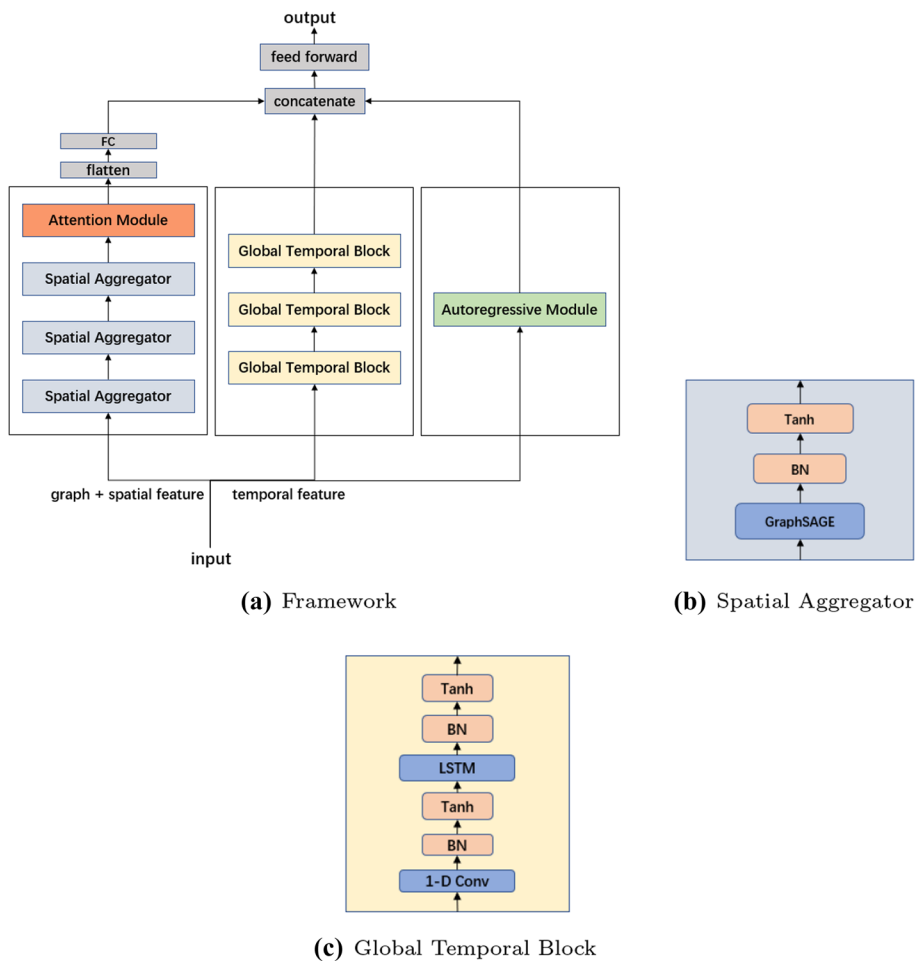 output
feed forward
concatenate
FC
flatten
Attention Module
Spatial Aggregator
Spatial Aggregator
Spatial Aggregator
Global Temporal Block
Global Temporal Block
Global Temporal Block
Autoregressive Module
graph + spatial feature
temporal feature
input
(a) Framework
Tanh
BN
GraphSAGE
(b) Spatial Aggregator
Tanh
BN
LSTM
Tanh
BN
1-D Conv
(c) Global Temporal Block